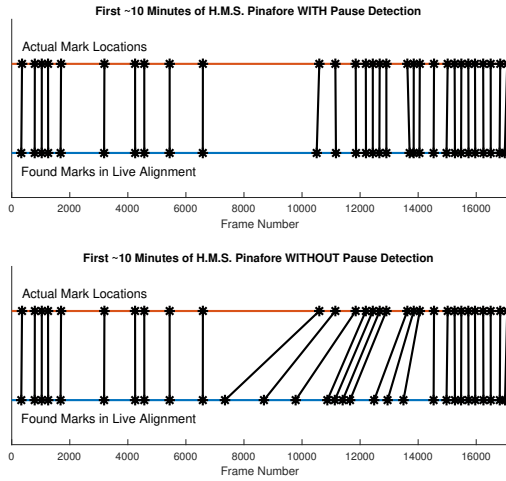 First ~10 Minutes of H.M.S. Pinafore WITH Pause Detection
Actual Mark Locations
Found Marks in Live Alignment
0 2000 4000 6000 8000 10000 12000 14000 16000
Frame Number
First ~10 Minutes of H.M.S. Pinafore WITHOUT Pause Detection
Actual Mark Locations
Found Marks in Live Alignment
0 2000 4000 6000 8000 10000 12000 14000 16000
Frame Number